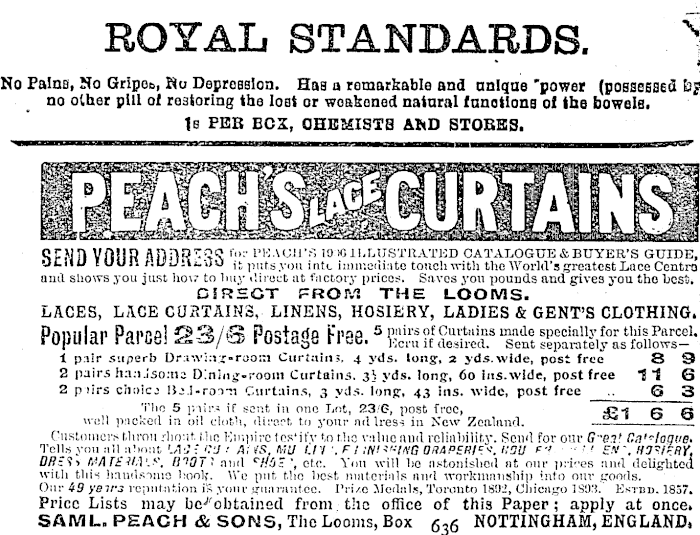 ROYAL STANDARDS.
No Pains, No Gripes, No Depression. Has a remarkable and unique power (possessed by
no other pill of restoring the lost or weakened natural functions of the bowels.
1s PER BOX, CHEMISTS AND STORES.
PEACH'S LACE CURTAINS
SEND YOUR ADDRESS for PEACH'S 1906 ILLUSTRATED CATALOGUE & BUYER'S GUIDE,
it puts you into immediate touch with the World's greatest Lace Centre
and shows you just how to buy direct at factory prices. Saves you pounds and gives you the best.
DIRECT FROM THE LOOMS.
LACES, LACE CURTAINS, LINENS, HOSIERY, LADIES & GENT'S CLOTHING.
Popular Parcel 23/6 Postage Free. 5 pairs of Curtains made specially for this Parcel.
Ecru if desired. Sent separately as follows—
1 pair superb Drawing-room Curtains, 4 yds. long, 2 yds. wide, post free 8 9
2 pairs handsome Dining-room Curtains, 3½ yds. long, 60 ins. wide, post free 11 6
2 pairs choice Bed-room Curtains, 3 yds. long, 43 ins. wide, post free .. 6 3
The 5 pairs if sent in one Lot, 23/6, post free,
well packed in oil cloth, direct to your address in New Zealand. £1 6 6
Customers throughout the Empire testify to the value and reliability. Send for our Great Catalogue.
Tells you all about LACE CURTAINS, MUSLINS, FURNISHING DRAPERIES, LINENS, HOSIERY,
DRESS MATERIALS, BOOTS and SHOES, etc. You will be astonished at our prices and delighted
with this handsome book. We put the best materials and workmanship into our goods.
Our 49 years reputation is your guarantee. Prize Medals, Toronto 1892, Chicago 1893. ESTBD. 1857.
Price Lists may be obtained from the office of this Paper; apply at once.
SAML. PEACH & SONS, The Looms, Box 636 NOTTINGHAM, ENGLAND.